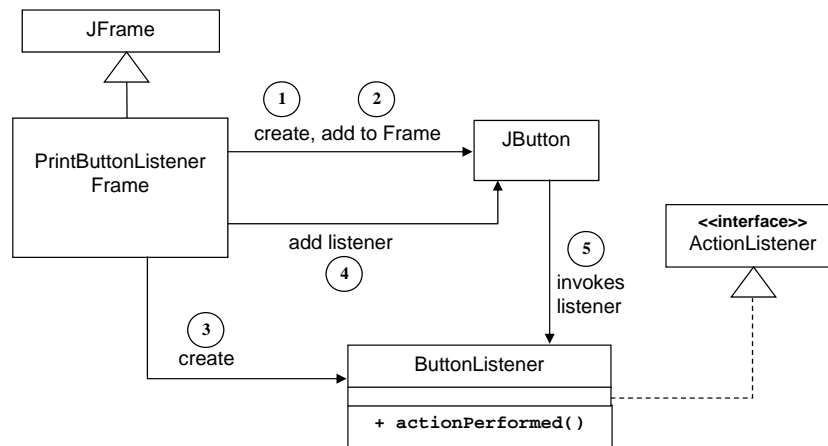 JFrame
1
2
create, add to Frame
PrintButtonListener
Frame
JButton
add listener
4
<<interface>>
ActionListener
5
invokes
listener
3
create
ButtonListener
+ actionPerformed()